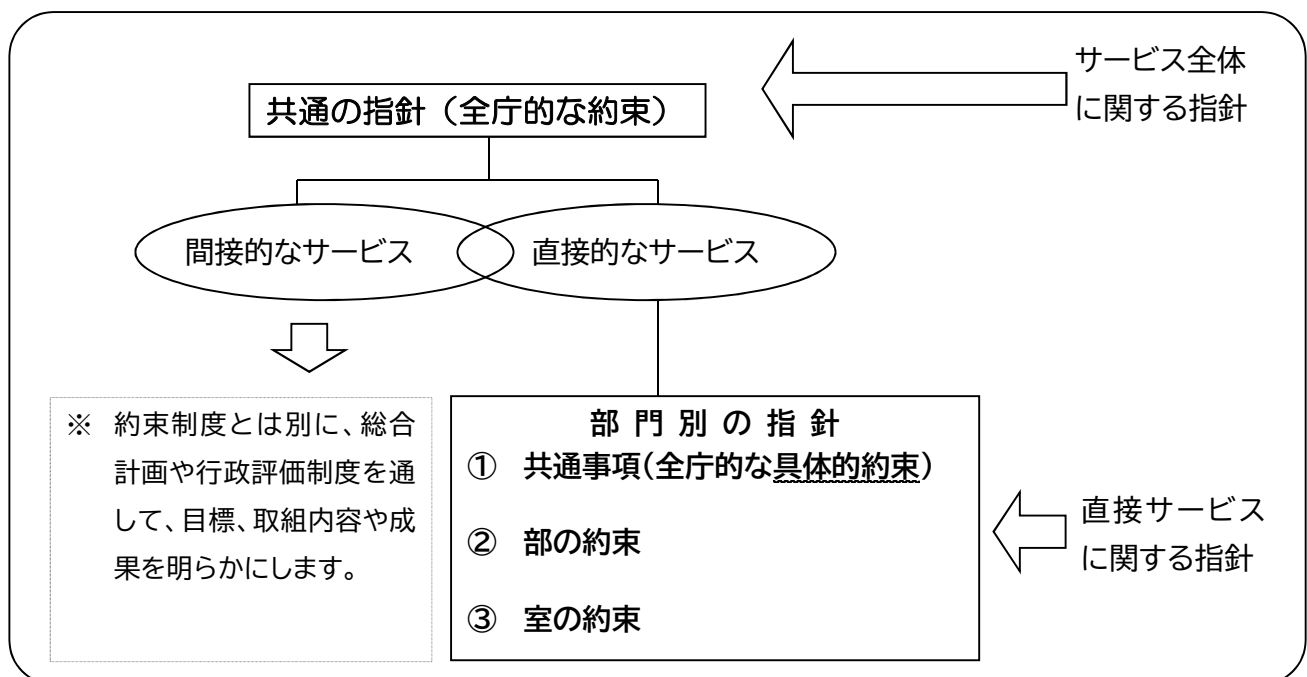 サービス全体
に関する指針
共通の指針（全庁的な約束）
間接的なサービス
直接的なサービス
※ 約束制度とは別に、総合
計画や行政評価制度を通
して、目標、取組内容や成
果を明らかにします。
部門別の指針
① 共通事項(全庁的な具体的約束)
② 部の約束
③ 室の約束
直接サービス
に関する指針